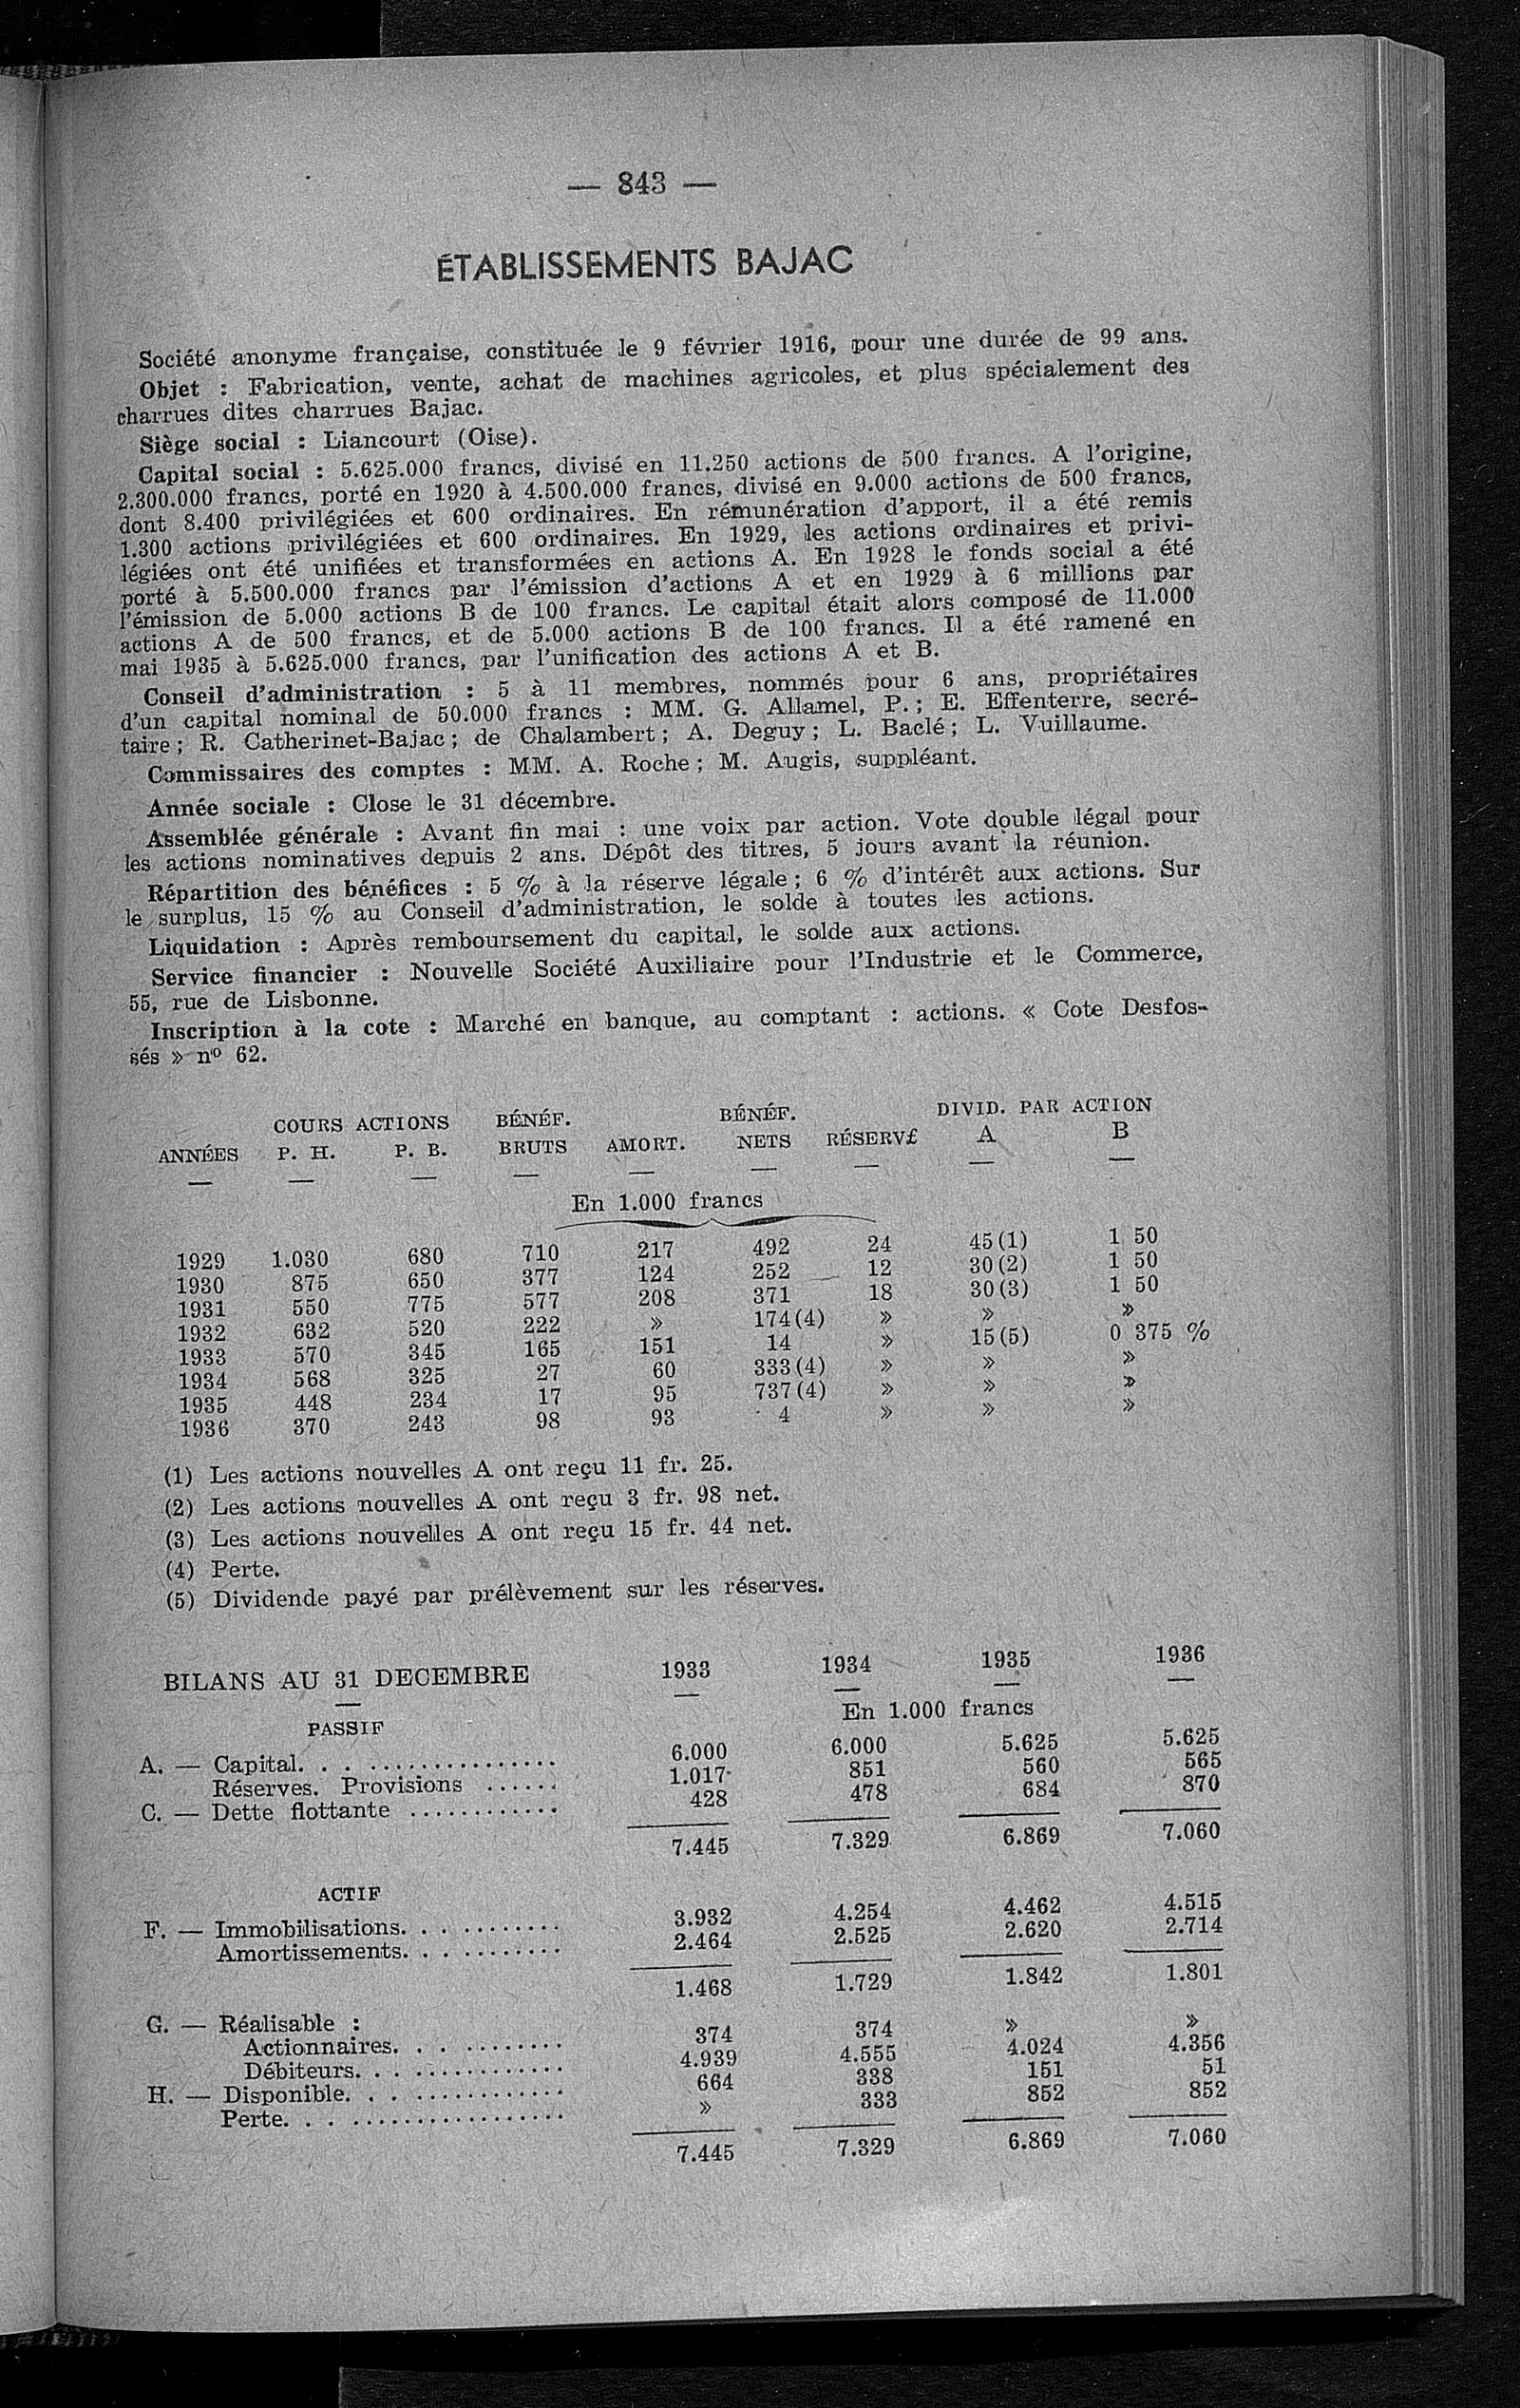 — 843 —
ÉTABLISSEMENTS BAJAC
Société anonyme française, constituée le 9 février 1916, pour une durée de 99 ans.
Objet : Fabrication, vente, achat de machines agricoles, et plus spécialement des
charrues dites charrues Bajac.
Siège social : Liancourt (Oise).
Capital social : 5.625.000 francs, divisé en 11.250 actions de 500 francs. A l'origine,
2.300.000 francs, porté en 1920 à 4.500.000 francs, divisé en 9.000 actions de 500 francs,
dont 8.400 privilégiées et 600 ordinaires. En rémunération d'apport, il a été remis
1.300 actions privilégiées et 600 ordinaires. En 1929, les actions ordinaires et privi-
légiées ont été unifiées et transformées en actions A. En 1928 le fonds social a été
porté à 5.500.000 francs par l'émission d'actions A et en 1929 à 6 millions par
l'émission de 5.000 actions B de 100 francs. Le capital était alors composé de 11.000
actions A de 500 francs, et de 5.000 actions B de 100 francs. Il a été ramené en
mai 1935 à 5.625.000 francs, par l'unification des actions A et B.
Conseil d'administration : 5 à 11 membres, nommés pour 6 ans, propriétaires
d'un capital nominal de 50.000 francs : MM. G. Allamel, P.; E. Effenterre, secré-
taire; R. Catherinet-Bajac; de Chalambert; A. Deguy; L. Baclé; L. Vuillaume.
Commissaires des comptes : MM. A. Roche; M. Augis, suppléant.
Année sociale : Close le 31 décembre.
Assemblée générale : Avant fin mai : une voix par action. Vote double légal pour
les actions nominatives depuis 2 ans. Dépôt des titres, 5 jours avant la réunion.
Répartition des bénéfices : 5 % à la réserve légale; 6 % d'intérêt aux actions. Sur
le surplus, 15 % au Conseil d'administration, le solde à toutes les actions.
Liquidation : Après remboursement du capital, le solde aux actions.
Service financier : Nouvelle Société Auxiliaire pour l'Industrie et le Commerce,
55, rue de Lisbonne.
Inscription à la cote : Marché en banque, au comptant : actions. « Cote Desfos-
sés » nº 62.
COURS ACTIONS BÉNÉF. BÉNÉF. DIVID. PAR ACTION
ANNÉES P. H. P. B. BRUTS AMORT. NETS RÉSERV£ A B
En 1.000 francs
1929 1.030 680 710 217 492 24 45(1) 1 50
1930 875 650 377 124 252 12 30(2) 1 50
1931 550 775 577 208 371 18 30(3) 1 50
1932 632 520 222 » 174(4) » » »
1933 570 345 165 151 14 » 15(5) 0 375 %
1934 568 325 27 60 333(4) » » »
1935 448 234 17 95 737(4) » » »
1936 370 243 98 93 4 » » »
(1) Les actions nouvelles A ont reçu 11 fr. 25.
(2) Les actions nouvelles A ont reçu 3 fr. 98 net.
(3) Les actions nouvelles A ont reçu 15 fr. 44 net.
(4) Perte.
(5) Dividende payé par prélèvement sur les réserves.
BILANS AU 31 DECEMBRE 1933 1934 1935 1936
En 1.000 francs
PASSIF
A. — Capital. . . . . . . . . . . . . . . . 6.000 6.000 5.625 5.625
Réserves. Provisions . . . . . . 1.017 851 560 565
C. — Dette flottante . . . . . . . . . . . . 428 478 684 870
7.445 7.329 6.869 7.060
ACTIF
F. — Immobilisations. . . . . . . . . . . 3.932 4.254 4.462 4.515
Amortissements. . . . . . . . . . . 2.464 2.525 2.620 2.714
1.468 1.729 1.842 1.801
G. — Réalisable :
Actionnaires. . . . . . . . . . . 374 374 » »
Débiteurs. . . . . . . . . . . . . . 4.939 4.555 4.024 4.356
H. — Disponible. . . . . . . . . . . . . . 664 338 151 51
Perte. . . . . . . . . . . . . . . . . . » 333 852 852
7.445 7.329 6.869 7.060